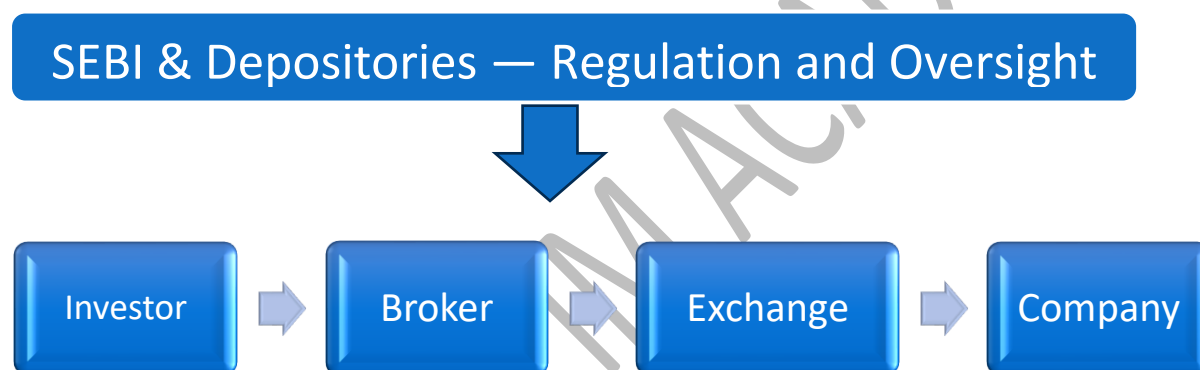 SEBI & Depositories — Regulation and Oversight
Investor
Broker
Exchange
Company